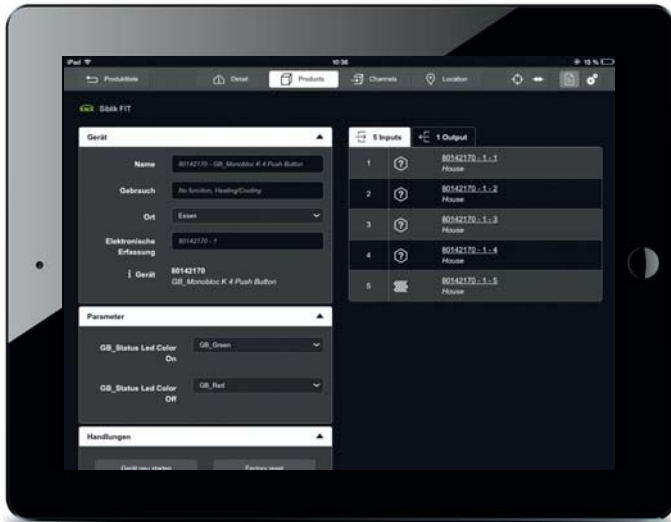 iPad
10:36
13 %
Produktliste
Detail
Products
Channels
Location
KNX Siblik FIT
Gerät
Name
80142170 - GB_Monobloc K 4 Push Button
Gebrauch
No function, Heating/Cooling
Ort
Essen
Elektronische
Erfassung
80142170 - 1
i Gerät
80142170
GB_Monobloc K 4 Push Button
Parameter
GB_Status Led Color
On
GB_Green
GB_Status Led Color
Off
GB_Red
Handlungen
Gerät neu starten
Factory reset
5 Inputs
1 Output
1
80142170 - 1 - 1
House
2
80142170 - 1 - 2
House
3
80142170 - 1 - 3
House
4
80142170 - 1 - 4
House
5
80142170 - 1 - 5
House